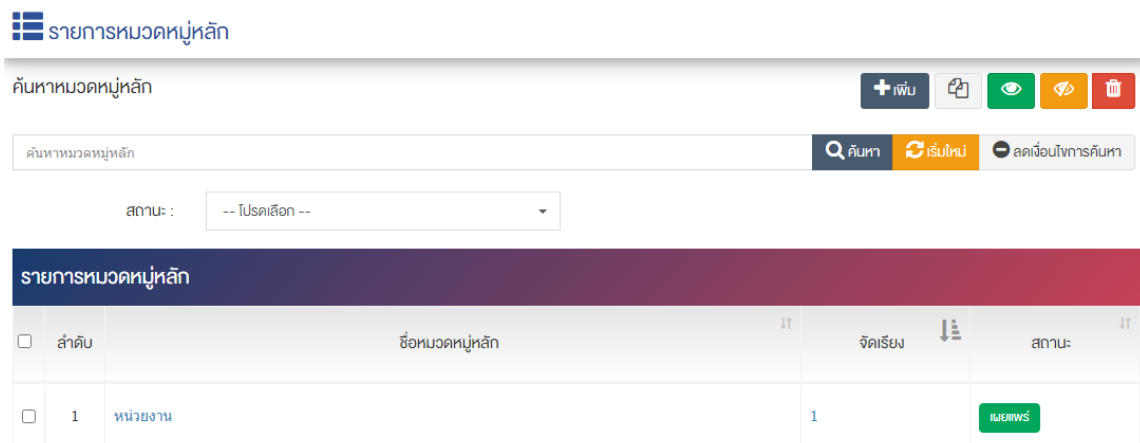 รายการหมวดหมู่หลัก
ค้นหาหมวดหมู่หลัก
เพิ่ม
ค้นหาหมวดหมู่หลัก
ค้นหา
เริ่มใหม่
ลดเงื่อนไขการค้นหา
สถานะ :
-- โปรดเลือก --
รายการหมวดหมู่หลัก
ลำดับ ชื่อหมวดหมู่หลัก จัดเรียง สถานะ
1 หน่วยงาน 1 เผยแพร่